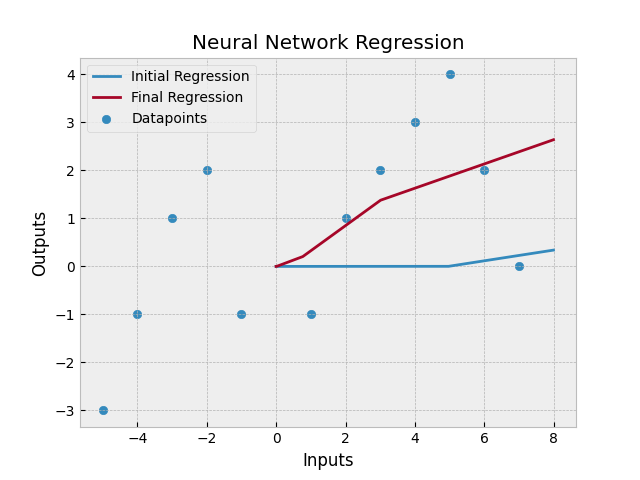 Neural Network Regression
Initial Regression
Final Regression
Datapoints
4
3
2
1
0
−1
−2
−3
Outputs
−4 −2 0 2 4 6 8
Inputs